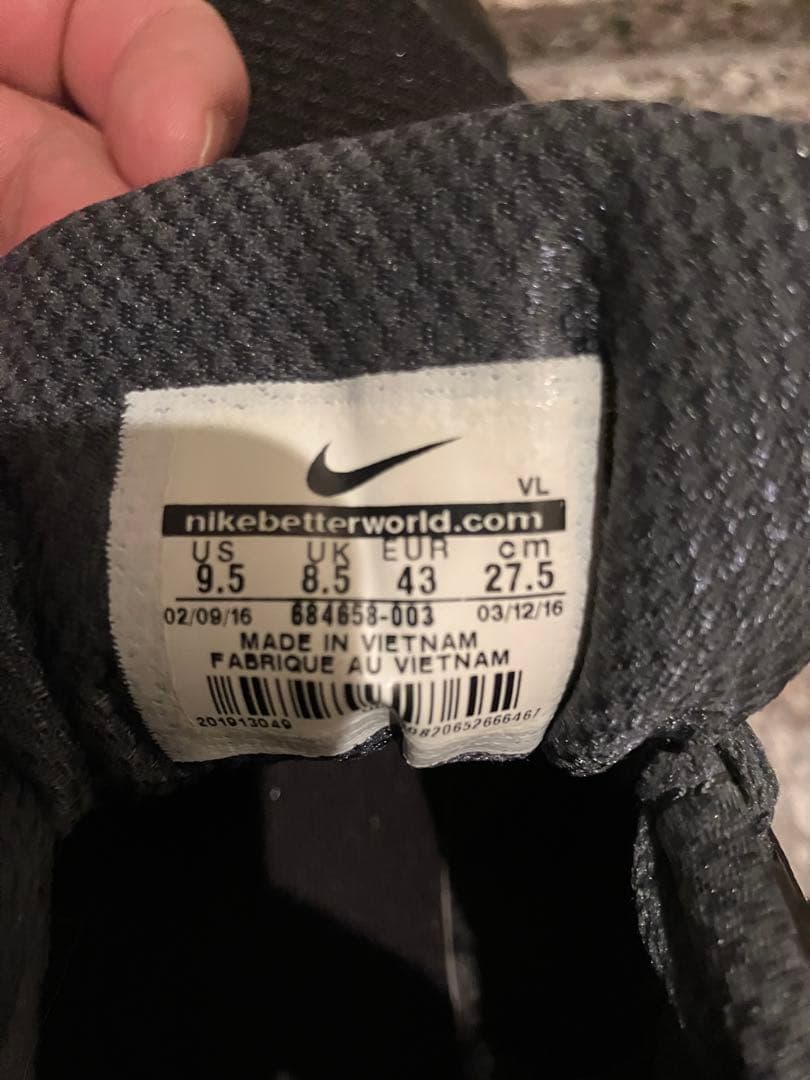 VL
nikebetterworld.com
US UK EUR cm
9.5 8.5 43 27.5
02/09/16 684658-003 03/12/16
MADE IN VIETNAM
FABRIQUE AU VIETNAM
201913049